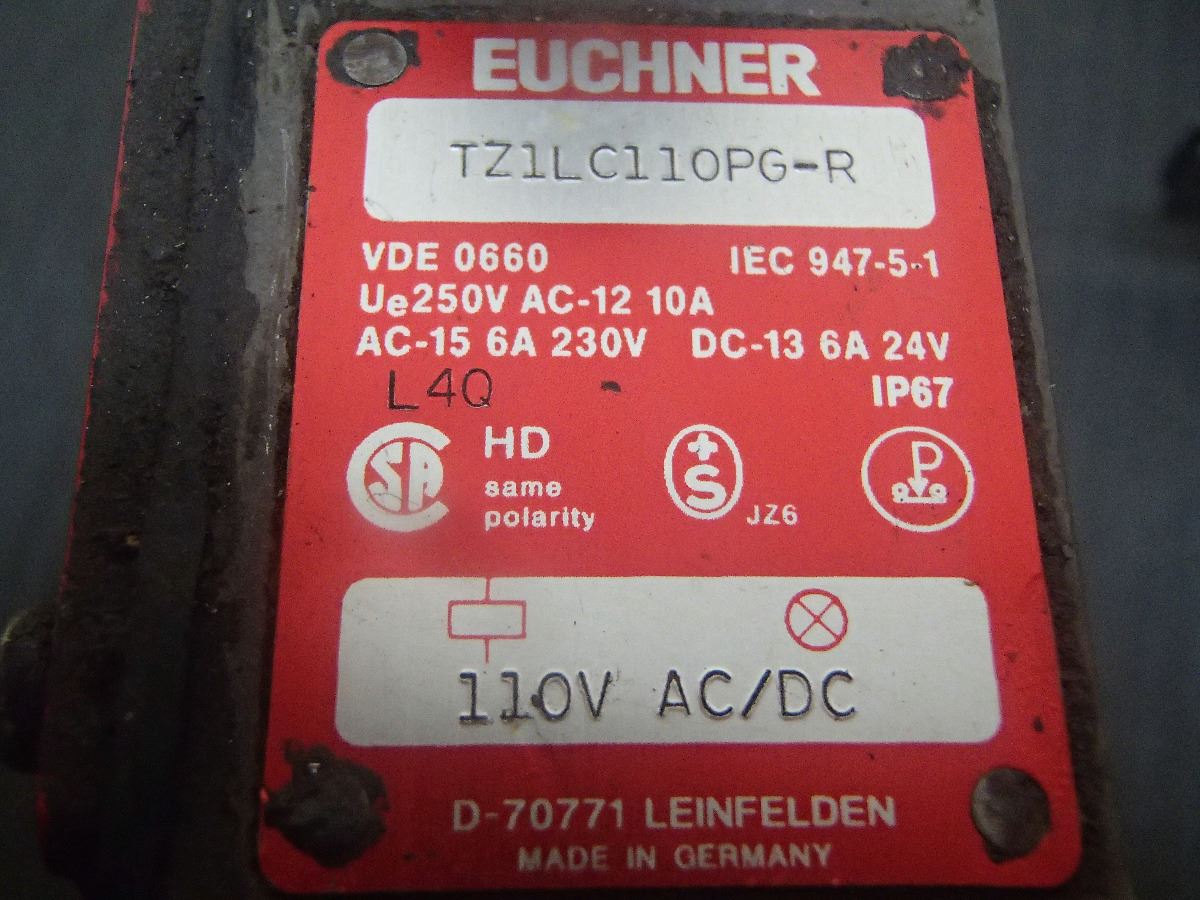 EUCHNER
TZ1LC110PG-R
VDE 0660 IEC 947-5-1
Ue250V AC-12 10A
AC-15 6A 230V DC-13 6A 24V
L4Q IP67
CSA HD same polarity
+S JZ6
P
110V AC/DC
D-70771 LEINFELDEN
MADE IN GERMANY